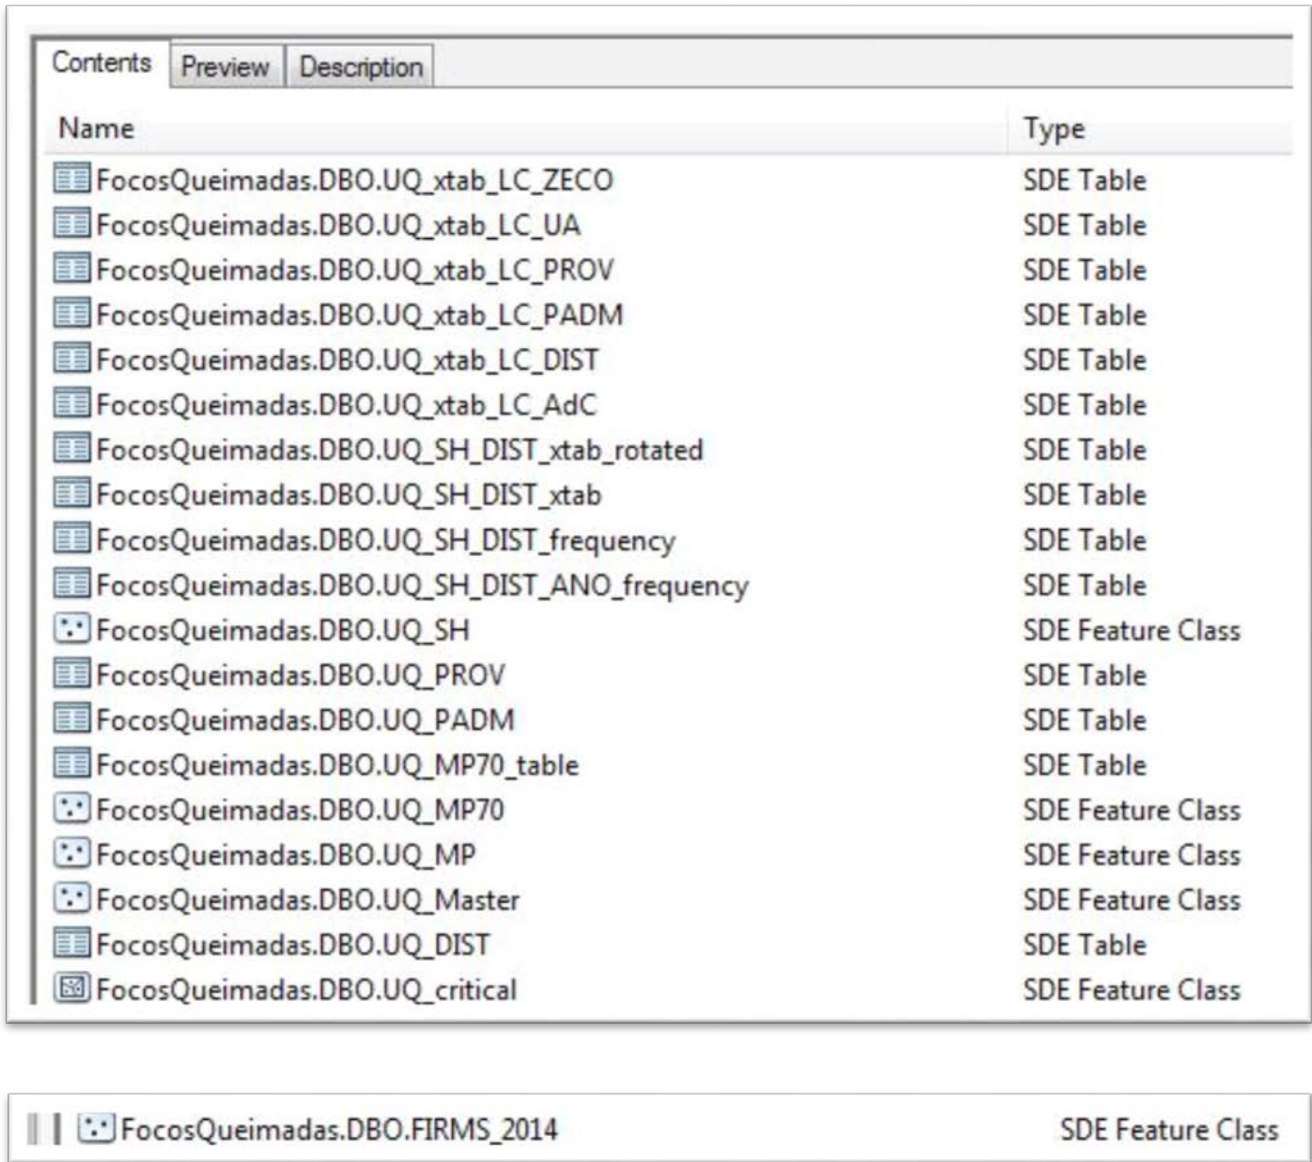 Contents Preview Description
Name Type
FocosQueimadas.DBO.UQ_xtab_LC_ZECO SDE Table
FocosQueimadas.DBO.UQ_xtab_LC_UA SDE Table
FocosQueimadas.DBO.UQ_xtab_LC_PROV SDE Table
FocosQueimadas.DBO.UQ_xtab_LC_PADM SDE Table
FocosQueimadas.DBO.UQ_xtab_LC_DIST SDE Table
FocosQueimadas.DBO.UQ_xtab_LC_AdC SDE Table
FocosQueimadas.DBO.UQ_SH_DIST_xtab_rotated SDE Table
FocosQueimadas.DBO.UQ_SH_DIST_xtab SDE Table
FocosQueimadas.DBO.UQ_SH_DIST_frequency SDE Table
FocosQueimadas.DBO.UQ_SH_DIST_ANO_frequency SDE Table
FocosQueimadas.DBO.UQ_SH SDE Feature Class
FocosQueimadas.DBO.UQ_PROV SDE Table
FocosQueimadas.DBO.UQ_PADM SDE Table
FocosQueimadas.DBO.UQ_MP70_table SDE Table
FocosQueimadas.DBO.UQ_MP70 SDE Feature Class
FocosQueimadas.DBO.UQ_MP SDE Feature Class
FocosQueimadas.DBO.UQ_Master SDE Feature Class
FocosQueimadas.DBO.UQ_DIST SDE Table
FocosQueimadas.DBO.UQ_critical SDE Feature Class
FocosQueimadas.DBO.FIRMS_2014 SDE Feature Class